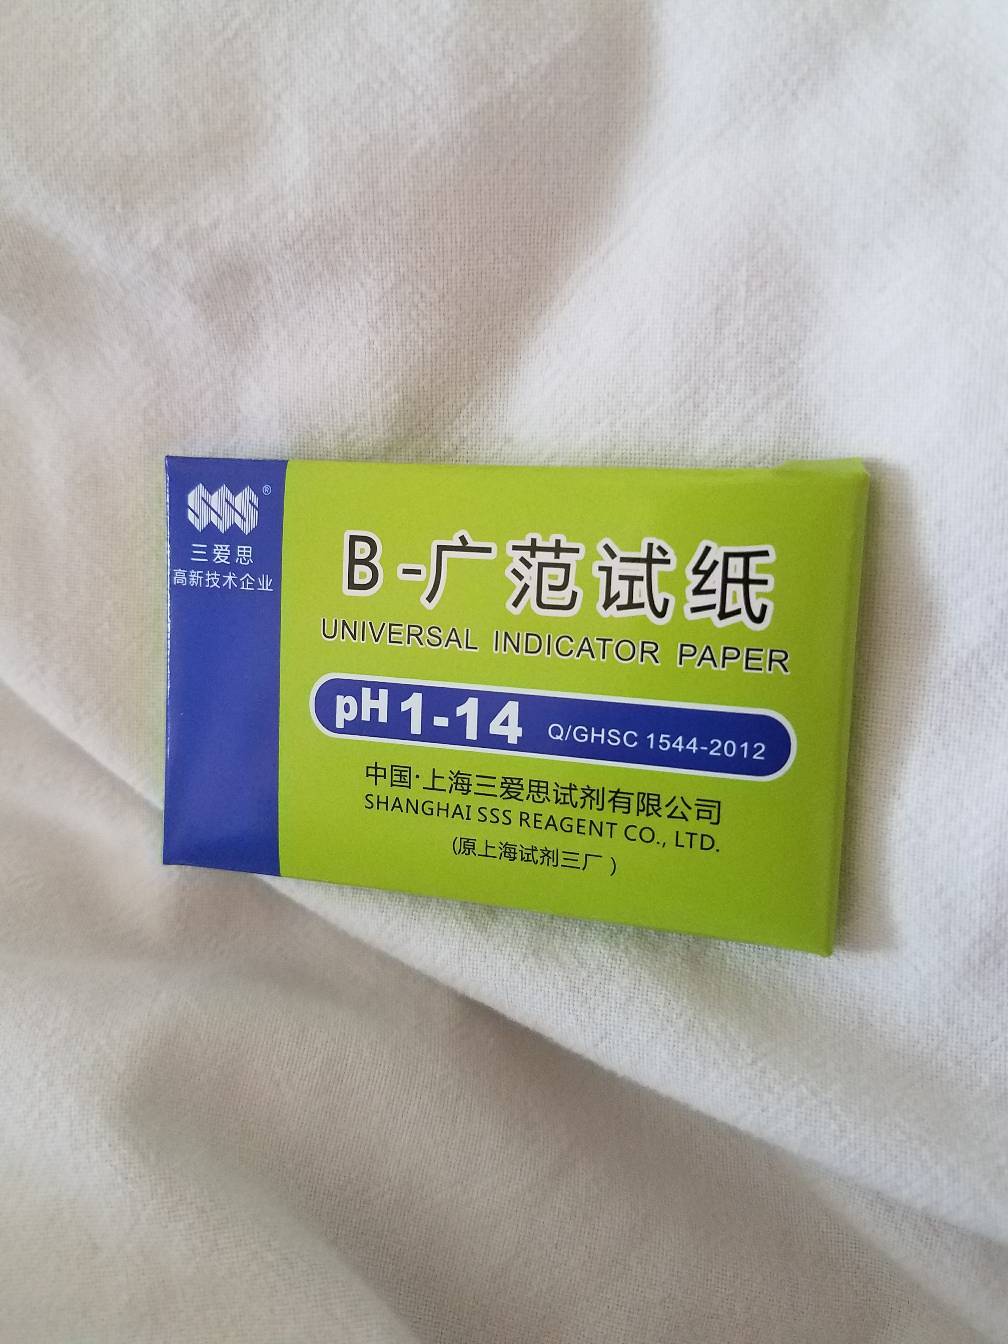 SSS®
三爱思
高新技术企业
B-广范试纸
UNIVERSAL INDICATOR PAPER
pH 1-14 Q/GHSC 1544-2012
中国·上海三爱思试剂有限公司
SHANGHAI SSS REAGENT CO., LTD.
(原上海试剂三厂)